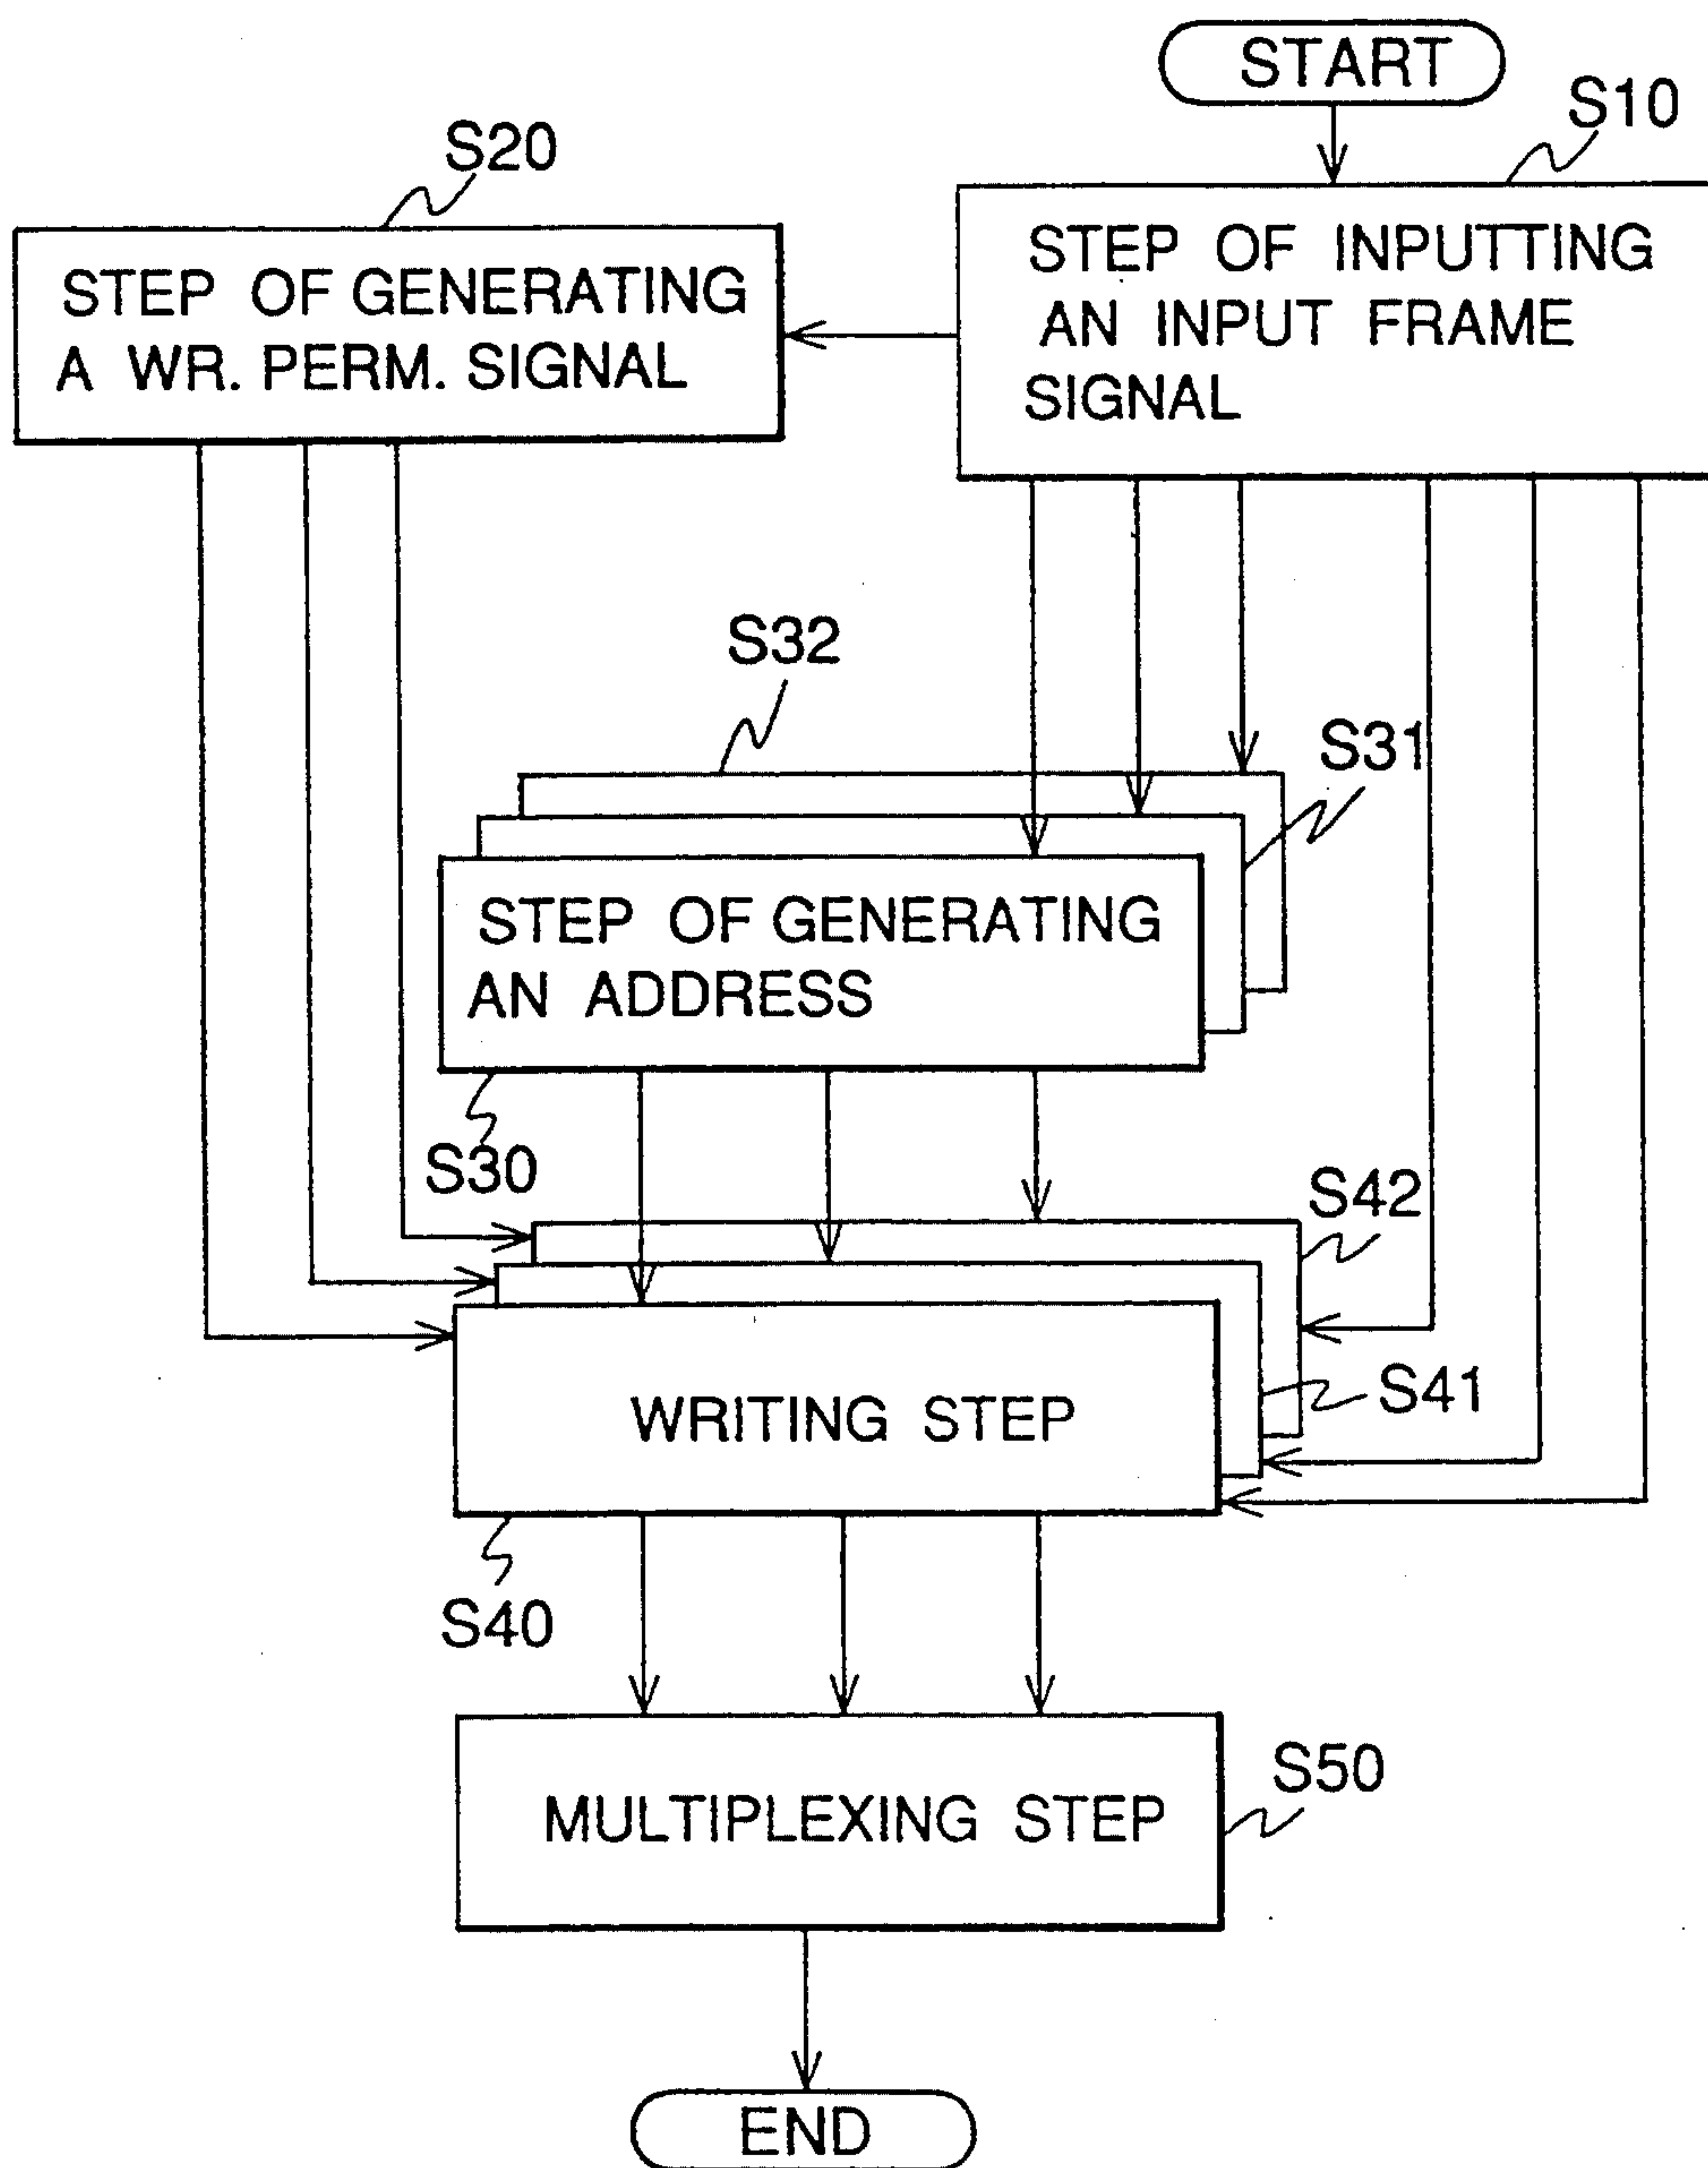 START
S10
S20
STEP OF INPUTTING
AN INPUT FRAME
SIGNAL
STEP OF GENERATING
A WR. PERM. SIGNAL
S32
S31
STEP OF GENERATING
AN ADDRESS
S30
S42
S41
WRITING STEP
S40
S50
MULTIPLEXING STEP
END